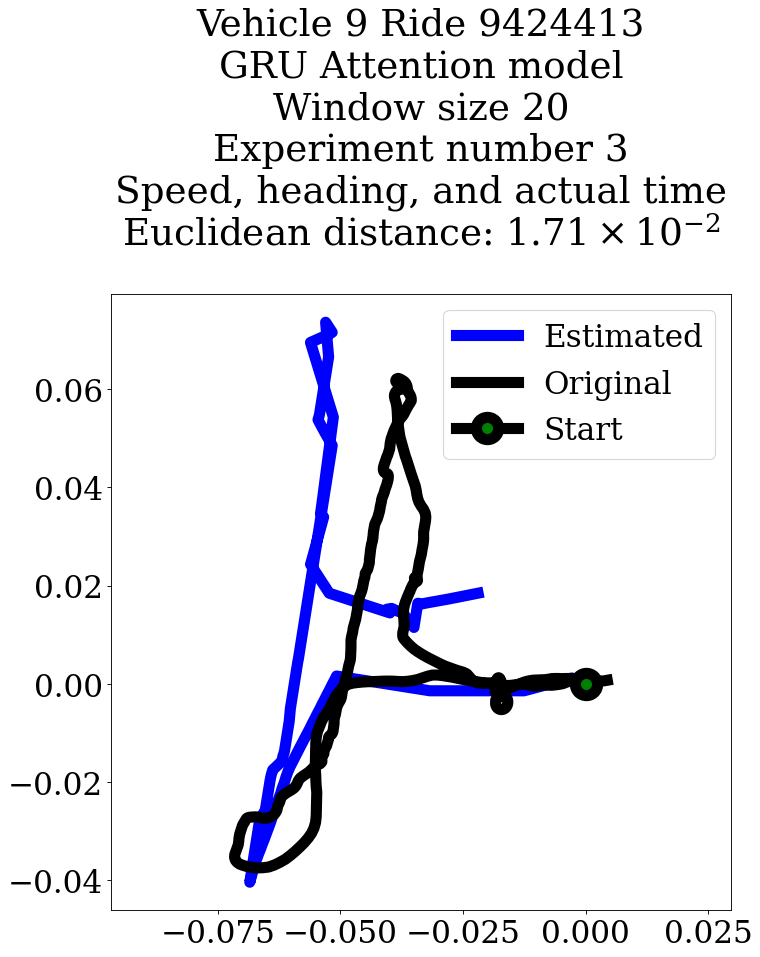 Vehicle 9 Ride 9424413
GRU Attention model
Window size 20
Experiment number 3
Speed, heading, and actual time
Euclidean distance: 1.71 × 10⁻²
Estimated
Original
Start
0.06
0.04
0.02
0.00
−0.02
−0.04
−0.075 −0.050 −0.025 0.000 0.025